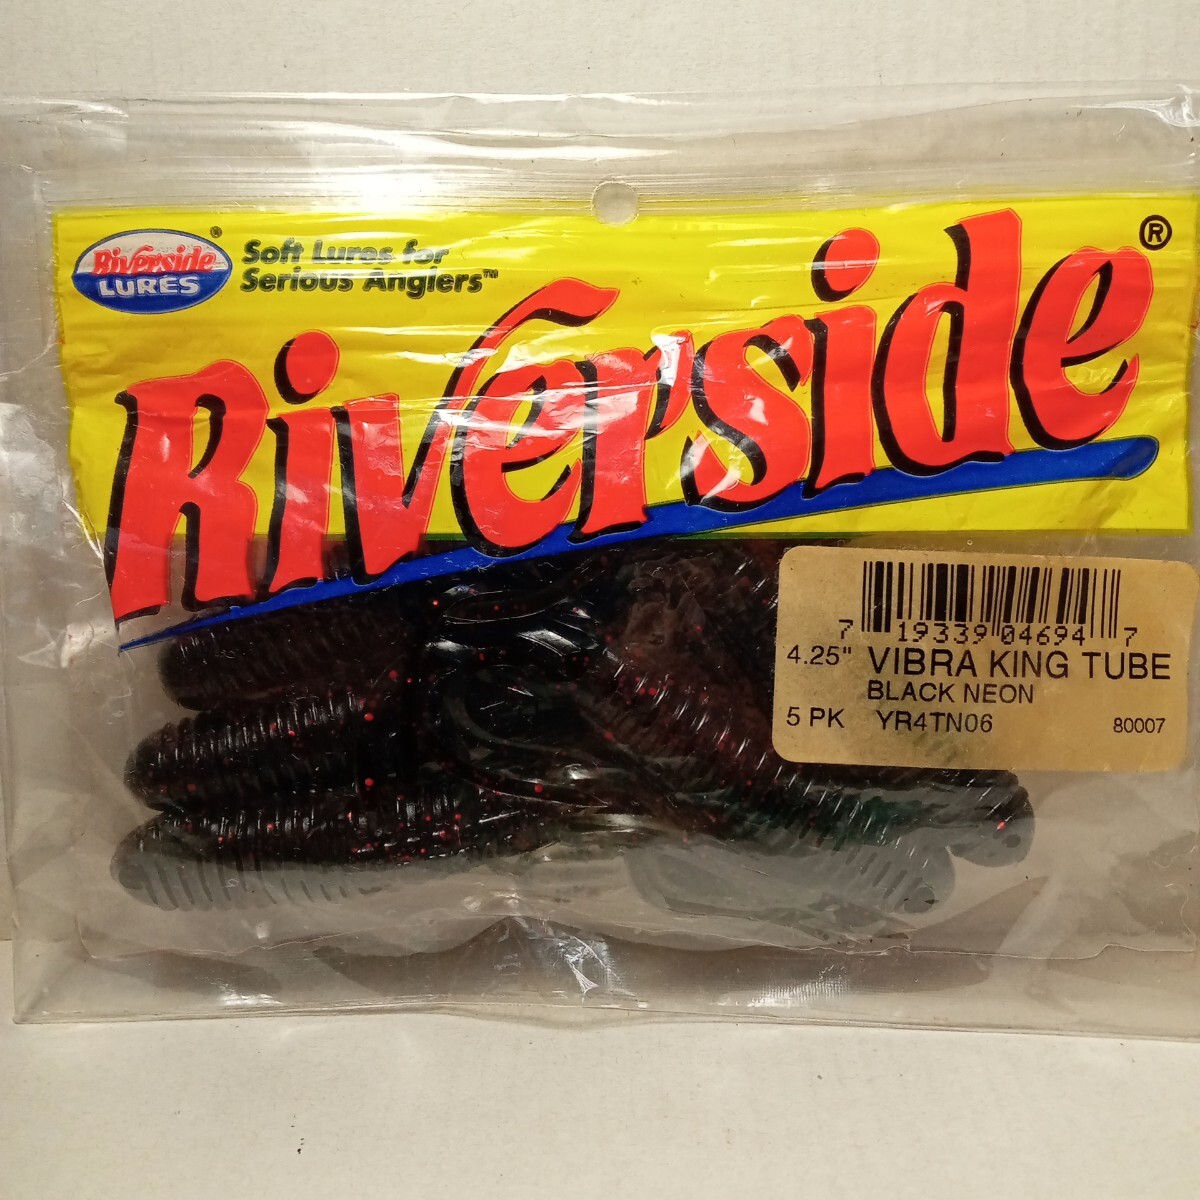 Riverside ®
LURES
Soft Lures for
Serious Anglers™
Riverside®
7 19339 04694 7
4.25" VIBRA KING TUBE
BLACK NEON
5 PK YR4TN06 80007